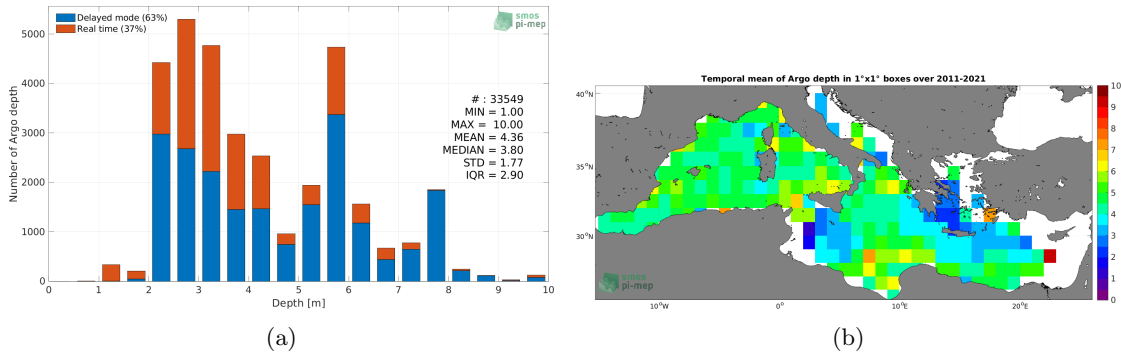 Delayed mode (63%)
Real time (37%)
smos
pi-mep
5000
4000
3000
2000
1000
0
Number of Argo depth
# : 33549
MIN = 1.00
MAX = 10.00
MEAN = 4.36
MEDIAN = 3.80
STD = 1.77
IQR = 2.90
0 1 2 3 4 5 6 7 8 9 10
Depth [m]
(a)
Temporal mean of Argo depth in 1°x1° boxes over 2011-2021
40°N
35°N
30°N
smos
pi-mep
10°W 0° 10°E 20°E
10
9
8
7
6
5
4
3
2
1
0
(b)